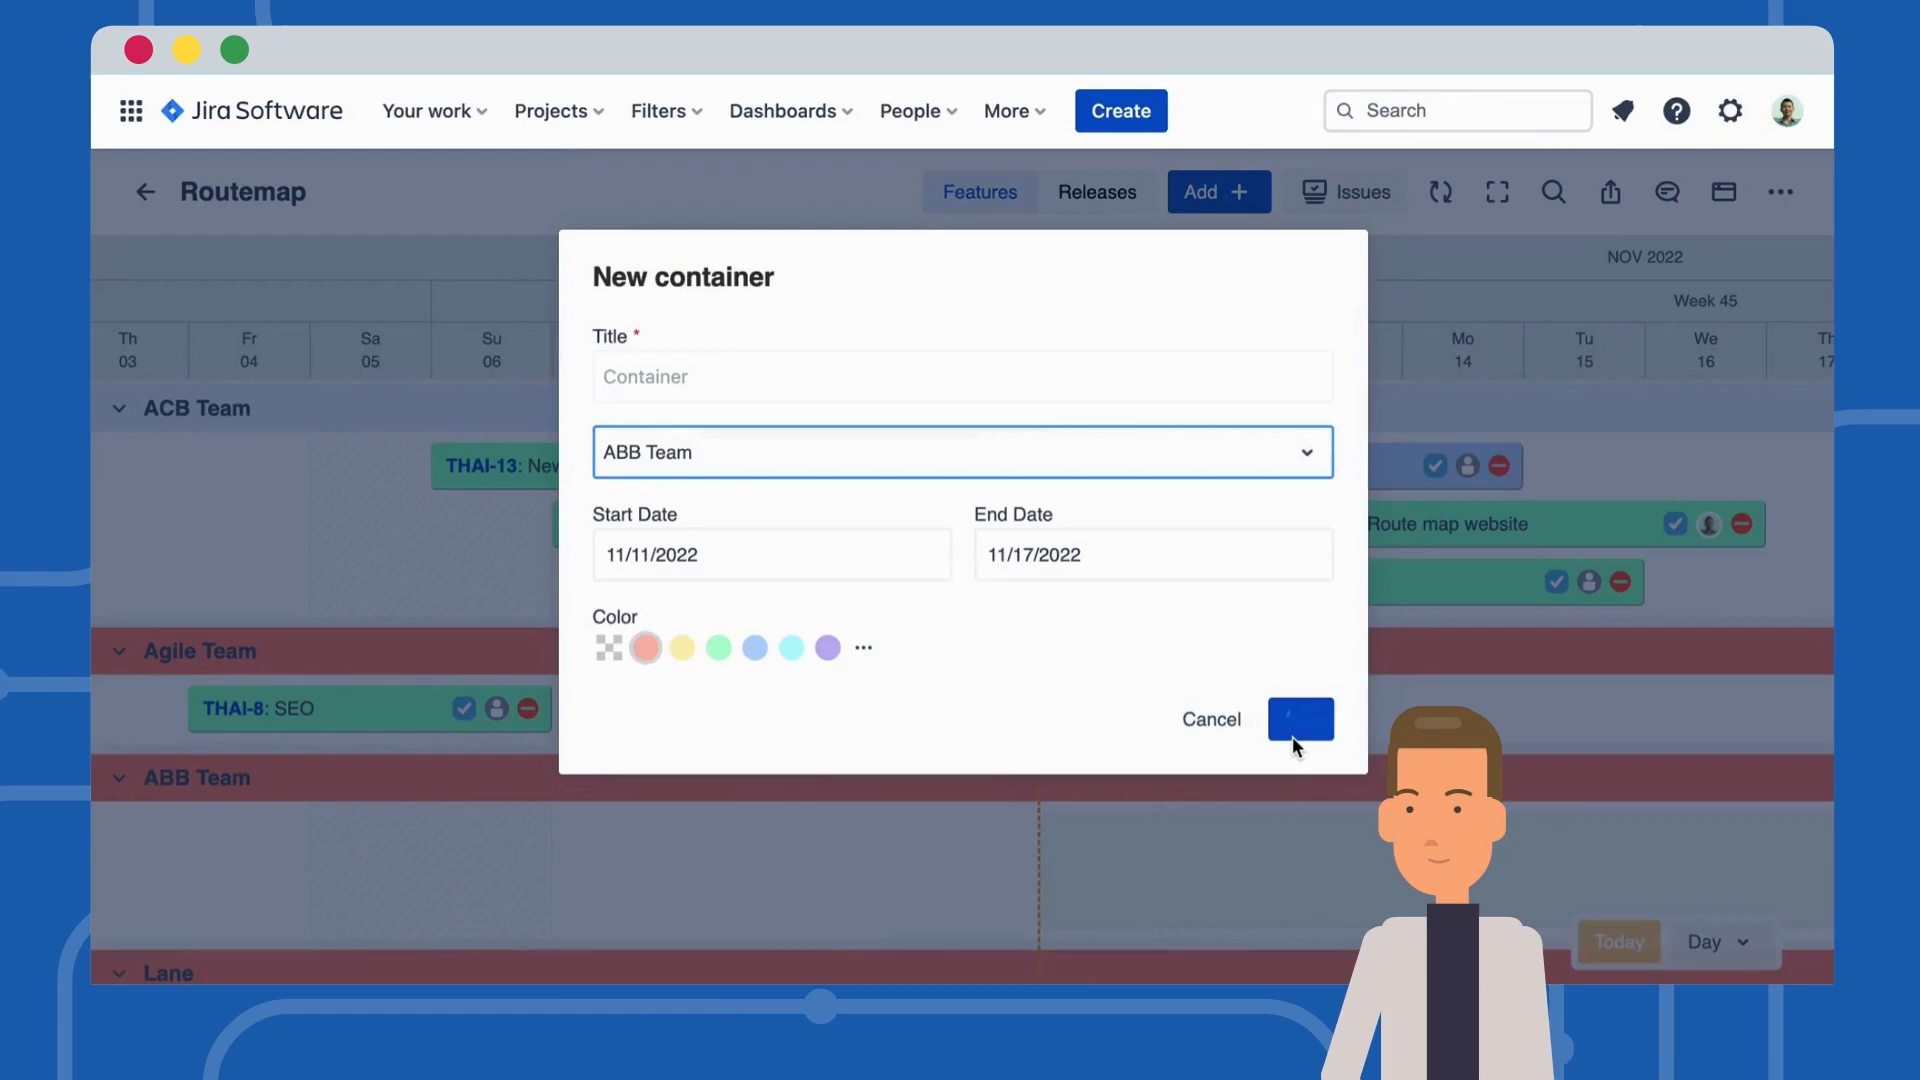 Jira Software Your work Projects Filters Dashboards People More Create Search
Routemap Features Releases Add + Issues
NOV 2022
Week 45
Th Fr Sa Su Mo Tu We
03 04 05 06 14 15 16 17
New container
Title *
Container
ABB Team
Start Date End Date
11/11/2022 11/17/2022
Color
Cancel
ACB Team
THAI-13: New
Route map website
Agile Team
THAI-8: SEO
ABB Team
Today Day
Lane